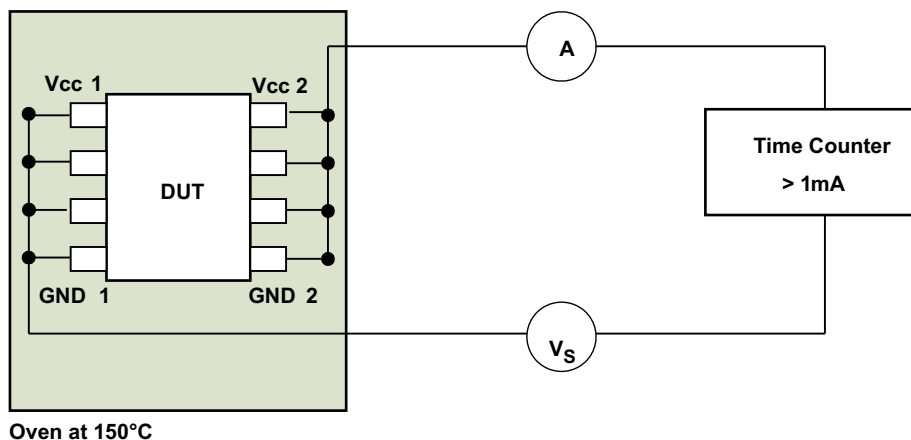 A
Vcc 1
Vcc 2
Time Counter
> 1mA
DUT
GND 1
GND 2
VS
Oven at 150°C